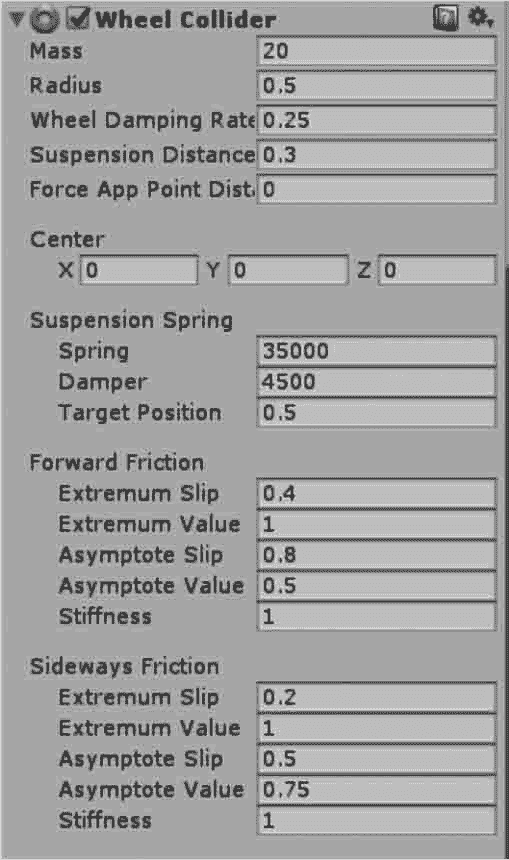 Wheel Collider
Mass 20
Radius 0.5
Wheel Damping Rate 0.25
Suspension Distance 0.3
Force App Point Dist 0
Center
X 0 Y 0 Z 0
Suspension Spring
Spring 35000
Damper 4500
Target Position 0.5
Forward Friction
Extremum Slip 0.4
Extremum Value 1
Asymptote Slip 0.8
Asymptote Value 0.5
Stiffness 1
Sideways Friction
Extremum Slip 0.2
Extremum Value 1
Asymptote Slip 0.5
Asymptote Value 0.75
Stiffness 1